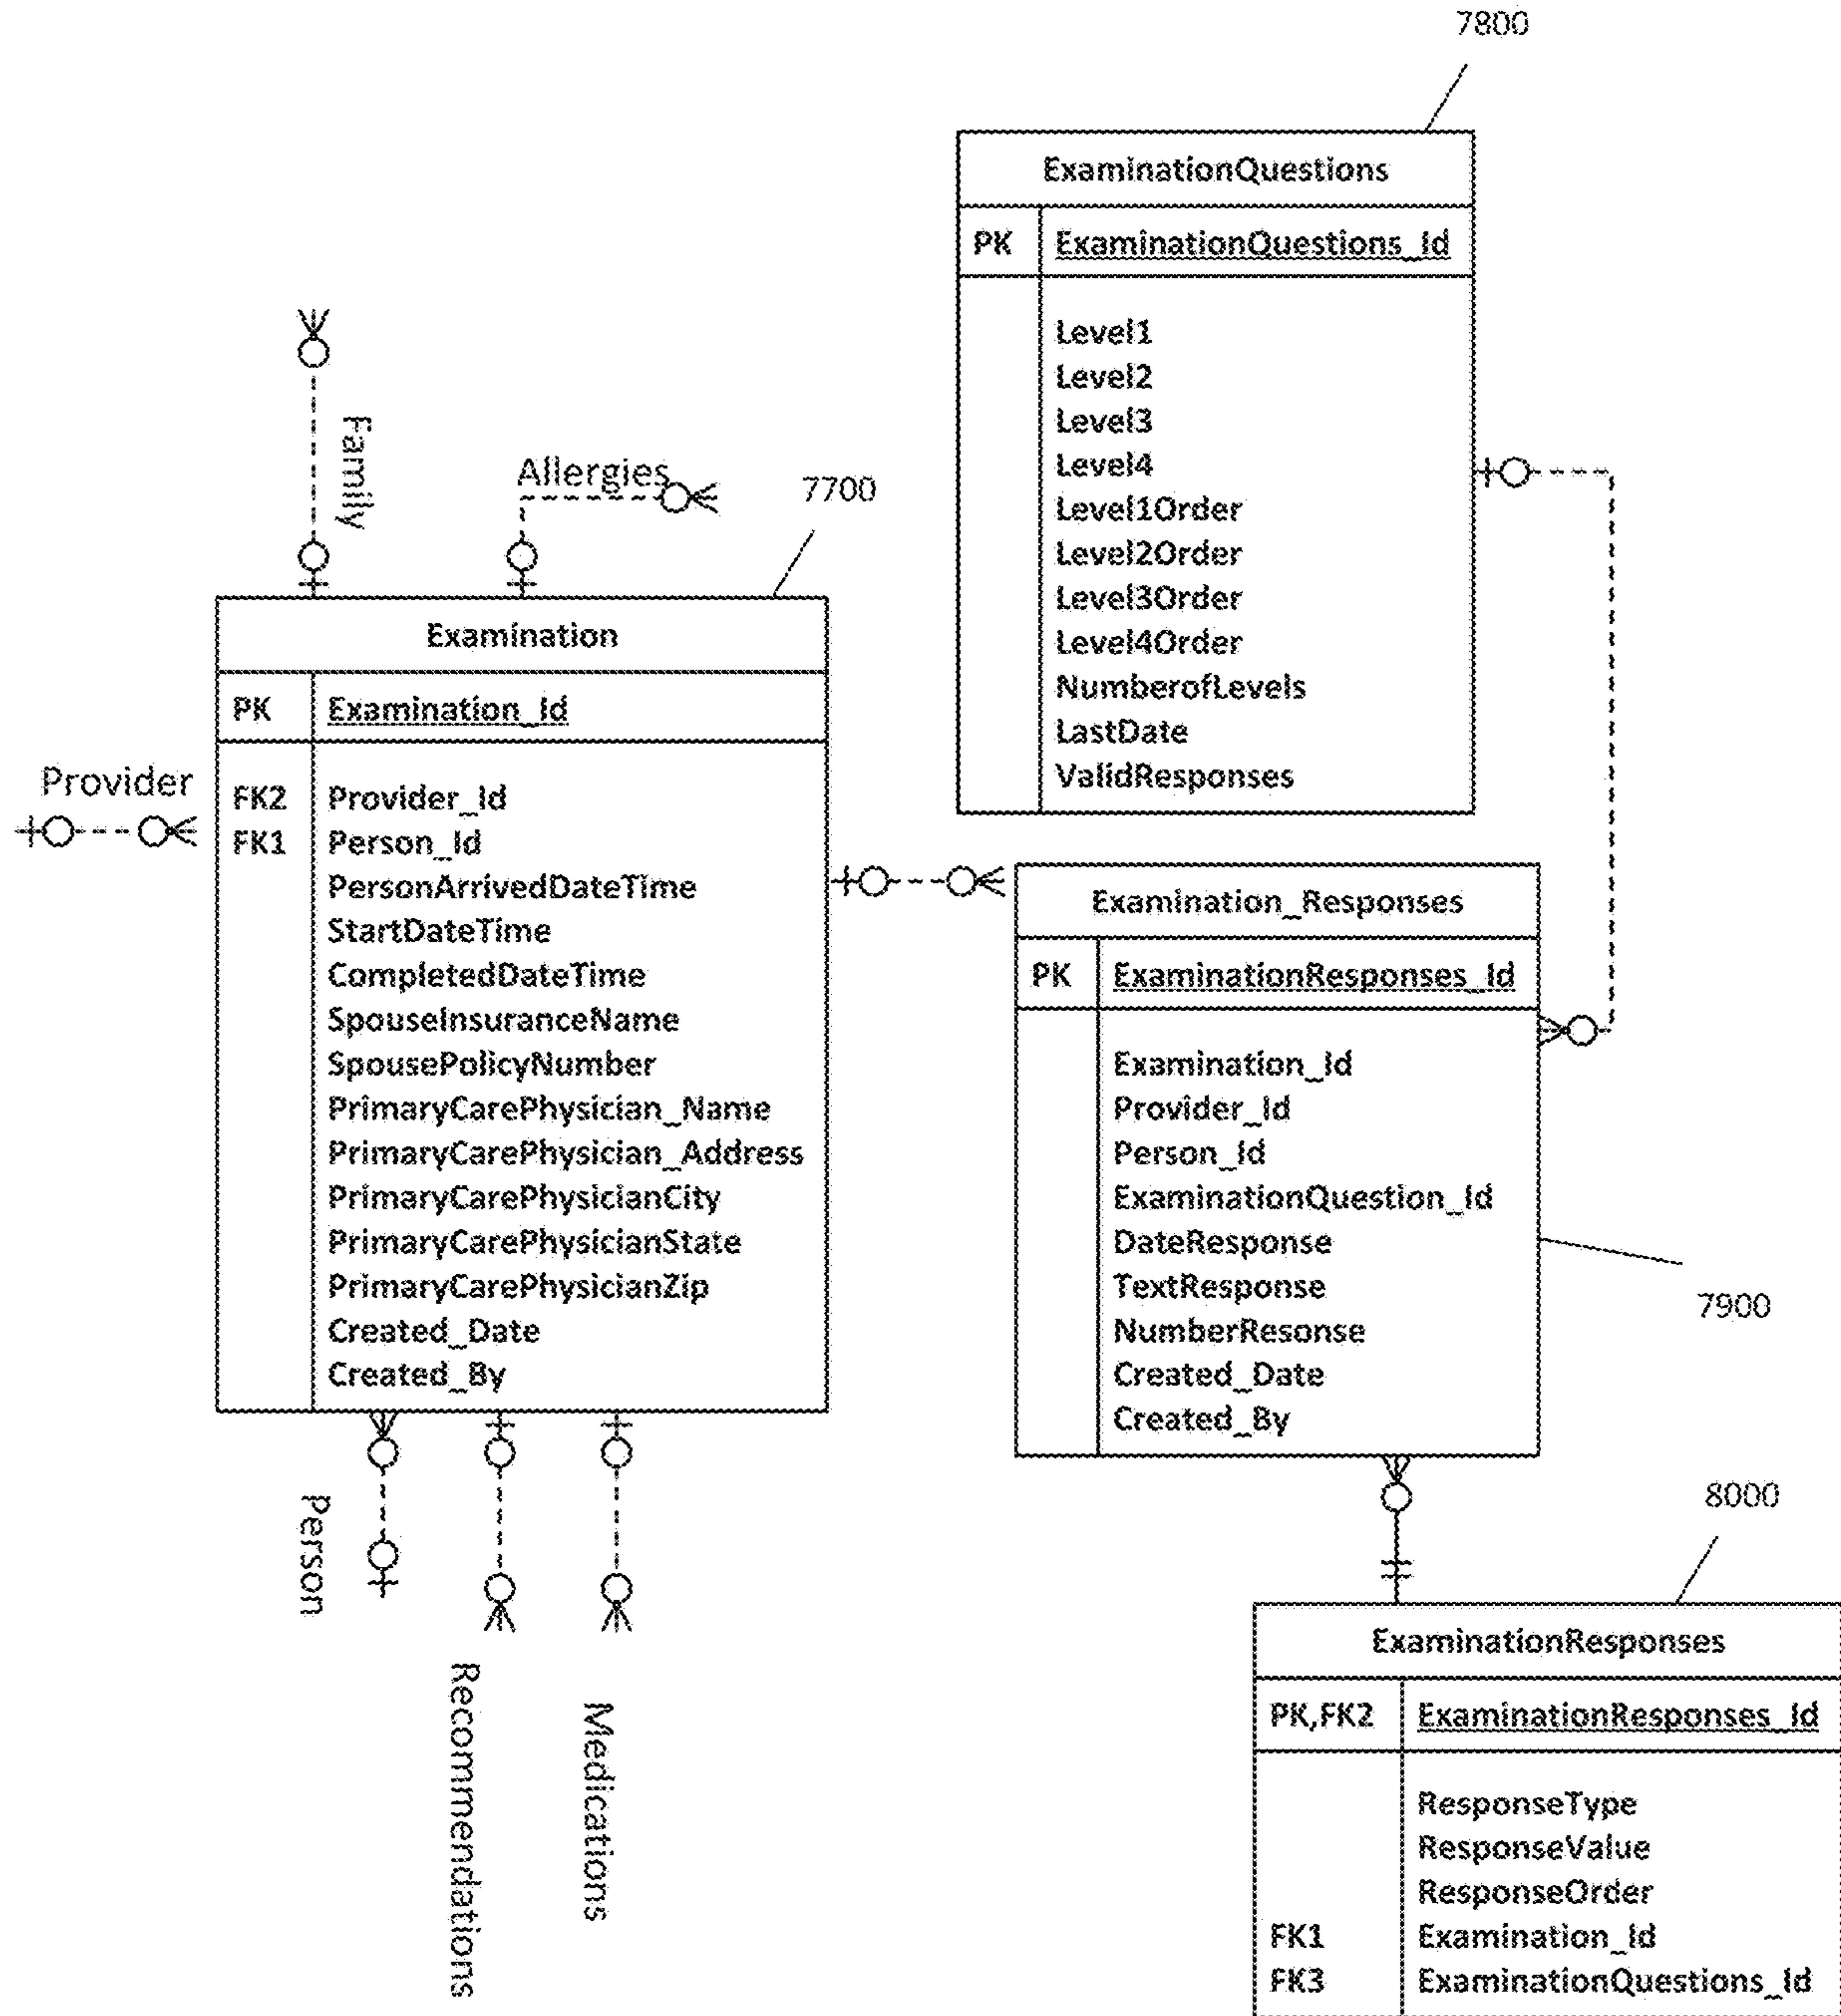 7800
ExaminationQuestions
PK ExaminationQuestions_Id
Level1
Level2
Level3
Level4
Level1Order
Level2Order
Level3Order
Level4Order
NumberofLevels
LastDate
ValidResponses
Family
Allergies
7700
Examination
PK Examination_Id
Provider
FK2 Provider_Id
FK1 Person_Id
PersonArrivedDateTime
StartDateTime
CompletedDateTime
SpouseInsuranceName
SpousePolicyNumber
PrimaryCarePhysician_Name
PrimaryCarePhysician_Address
PrimaryCarePhysicianCity
PrimaryCarePhysicianState
PrimaryCarePhysicianZip
Created_Date
Created_By
Examination_Responses
PK ExaminationResponses_Id
Examination_Id
Provider_Id
Person_Id
ExaminationQuestion_Id
DateResponse
TextResponse
NumberResonse
Created_Date
Created_By
7900
Person
Recommendations
Medications
8000
ExaminationResponses
PK,FK2 ExaminationResponses_Id
ResponseType
ResponseValue
ResponseOrder
FK1 Examination_Id
FK3 ExaminationQuestions_Id